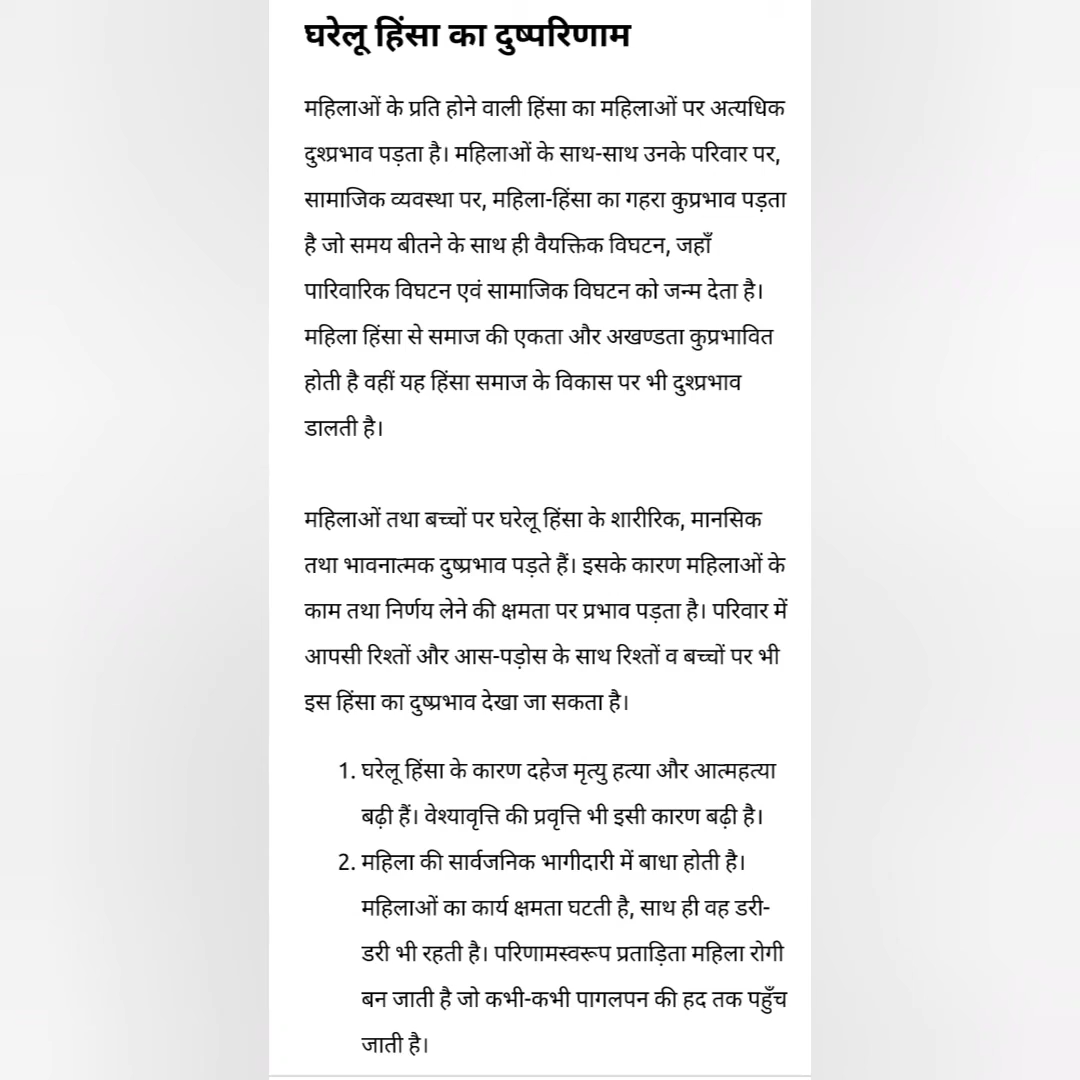 घरेलू हिंसा का दुष्परिणाम
महिलाओं के प्रति होने वाली हिंसा का महिलाओं पर अत्यधिक
दुश्प्रभाव पड़ता है। महिलाओं के साथ-साथ उनके परिवार पर,
सामाजिक व्यवस्था पर, महिला-हिंसा का गहरा कुप्रभाव पड़ता
है जो समय बीतने के साथ ही वैयक्तिक विघटन, जहाँ
पारिवारिक विघटन एवं सामाजिक विघटन को जन्म देता है।
महिला हिंसा से समाज की एकता और अखण्डता कुप्रभावित
होती है वहीं यह हिंसा समाज के विकास पर भी दुश्प्रभाव
डालती है।
महिलाओं तथा बच्चों पर घरेलू हिंसा के शारीरिक, मानसिक
तथा भावनात्मक दुष्प्रभाव पड़ते हैं। इसके कारण महिलाओं के
काम तथा निर्णय लेने की क्षमता पर प्रभाव पड़ता है। परिवार में
आपसी रिश्तों और आस-पड़ोस के साथ रिश्तों व बच्चों पर भी
इस हिंसा का दुष्प्रभाव देखा जा सकता है।
1. घरेलू हिंसा के कारण दहेज मृत्यु हत्या और आत्महत्या
बढ़ी हैं। वेश्यावृत्ति की प्रवृत्ति भी इसी कारण बढ़ी है।
2. महिला की सार्वजनिक भागीदारी में बाधा होती है।
महिलाओं का कार्य क्षमता घटती है, साथ ही वह डरी-
डरी भी रहती है। परिणामस्वरूप प्रताड़िता महिला रोगी
बन जाती है जो कभी-कभी पागलपन की हद तक पहुँच
जाती है।